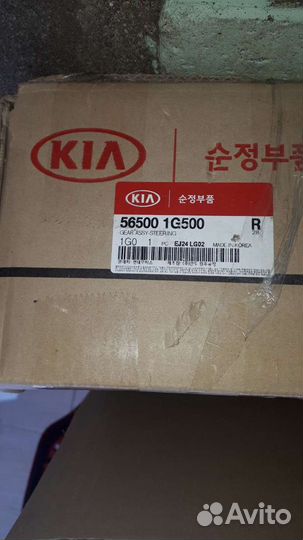 KIA
순정부품
KIA 순정부품
56500 1G500 R
GEAR ASSY-STEERING
1G0 1 PC EJ24 LG02 MADE IN KOREA
Avito